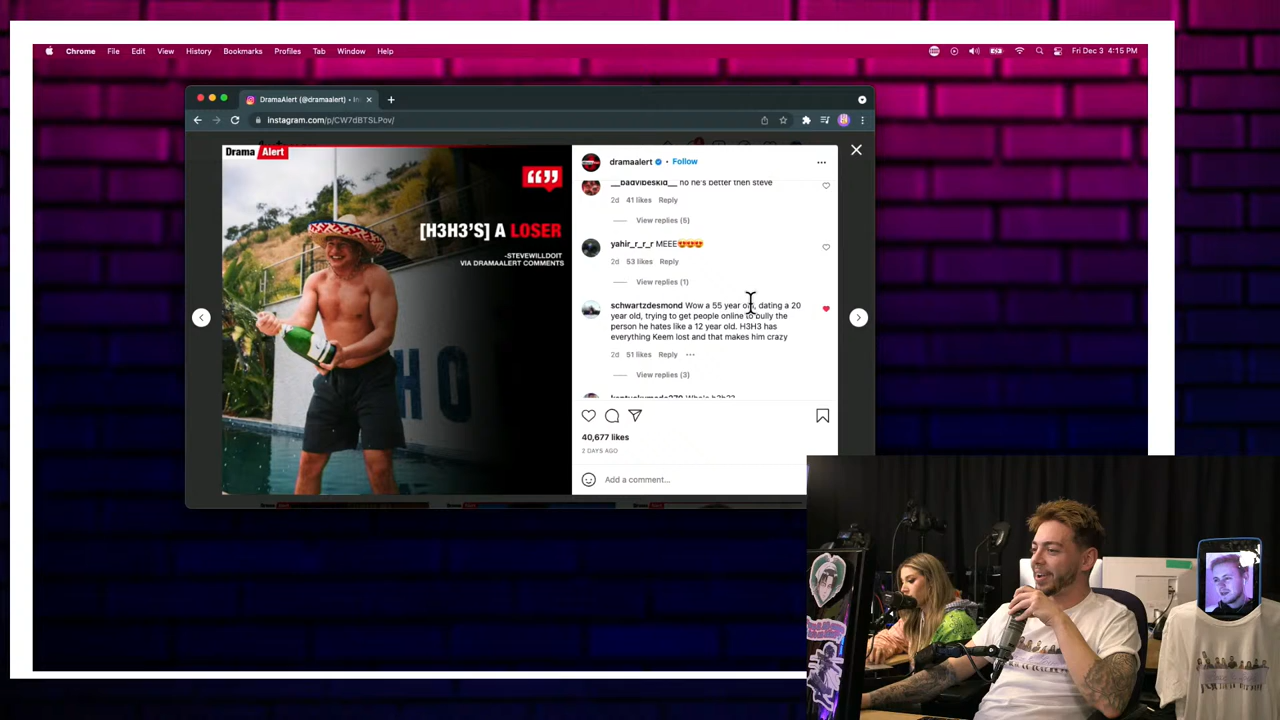 Chrome File Edit View History Bookmarks Profiles Tab Window Help
Fri Dec 3 4:15 PM
DramaAlert (@dramaalert) • In
instagram.com/p/CW7dBTSLPov/
Drama Alert
[H3H3'S] A LOSER
-STEVEWILLDOIT
VIA DRAMAALERT COMMENTS
HO
dramaalert • Follow
__badvibeskid__ no he's better then steve
2d 41 likes Reply
View replies (5)
yahir_r_r_r MEEE😍😍😍
2d 53 likes Reply
View replies (1)
schwartzdesmond Wow a 55 year old, dating a 20
year old, trying to get people online to bully the
person he hates like a 12 year old. H3H3 has
everything Keem lost and that makes him crazy
2d 51 likes Reply
View replies (3)
40,677 likes
2 DAYS AGO
Add a comment...